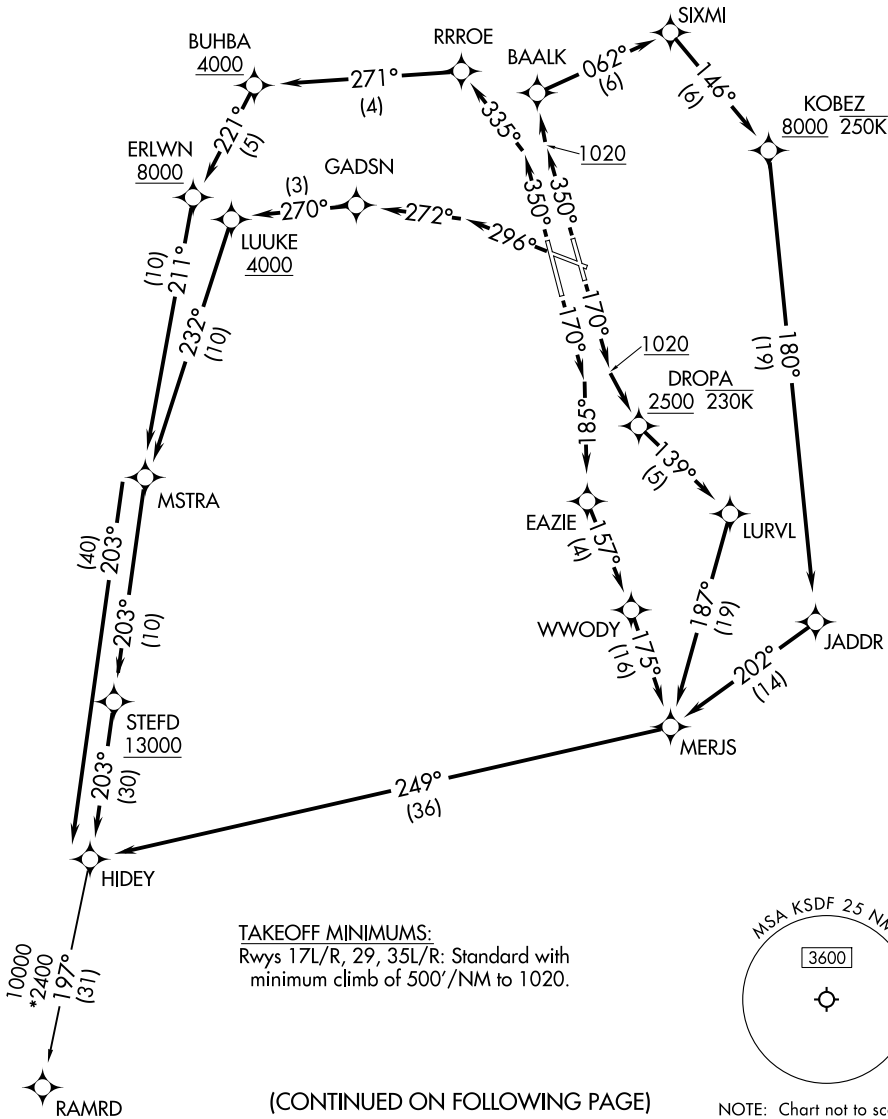 SIXMI
BUHBA
4000
RRROE
BAALK
062°
(6)
271°
(4)
146°
(6)
KOBEZ
8000 250K
335°
221°
(5)
ERLWN
8000
GADSN
1020
(3)
270°
272°
350°
350°
LUUKE
4000
296°
(10)
211°
232°
(10)
170°
170°
180°
(19)
1020
DROPA
2500 230K
185°
139°
(5)
MSTRA
EAZIE
LURVL
157°
(4)
(40)
203°
203°
(10)
187°
(19)
WWODY
175°
(16)
JADDR
202°
(14)
STEFD
13000
MERJS
203°
(30)
249°
(36)
HIDEY
TAKEOFF MINIMUMS:
Rwys 17L/R, 29, 35L/R: Standard with
minimum climb of 500'/NM to 1020.
MSA KSDF 25 NM
3600
10000
*2400
197°
(31)
RAMRD
(CONTINUED ON FOLLOWING PAGE)
NOTE: Chart not to sc